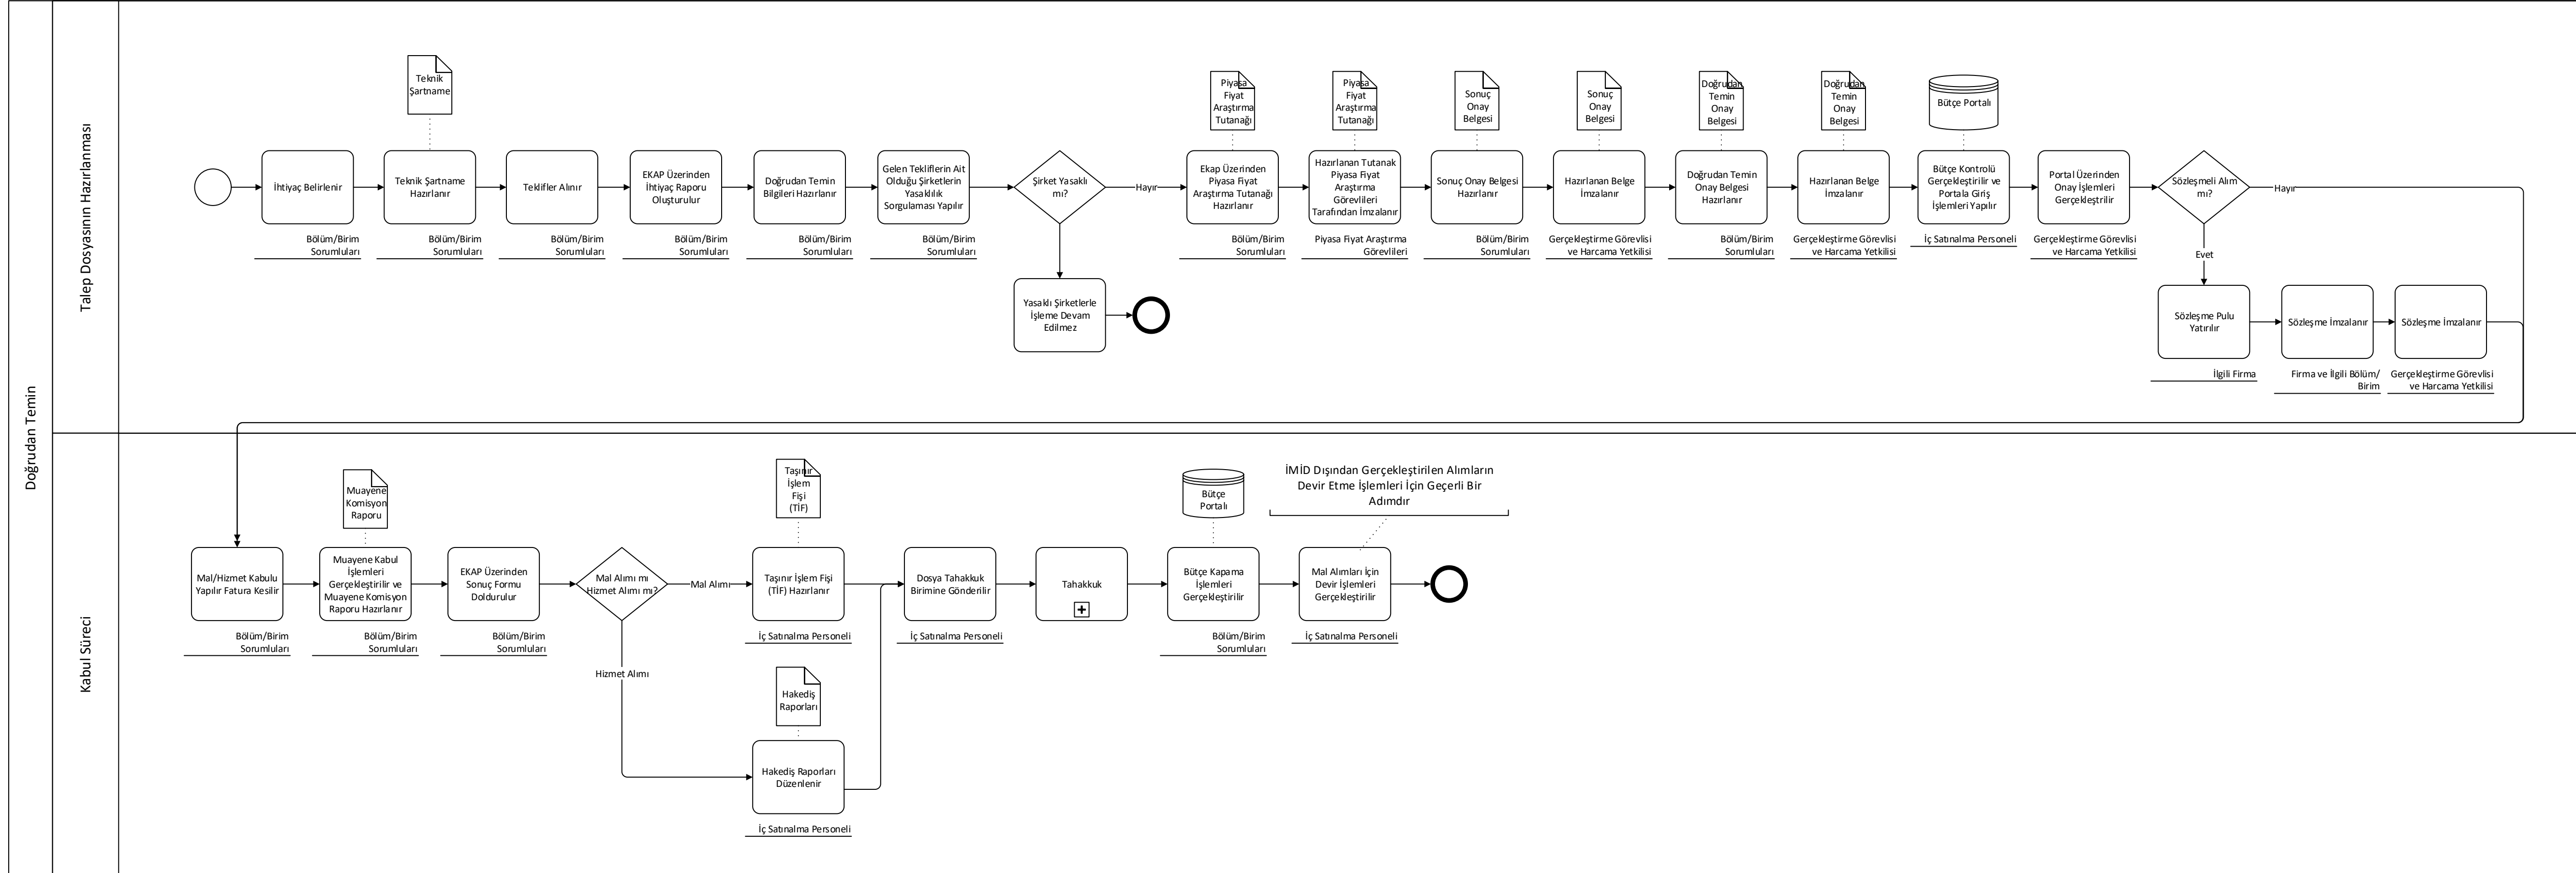 Doğrudan Temin
Talep Dosyasının Hazırlanması
Teknik
Şartname
Piyasa
Fiyat
Araştırma
Tutanağı
Piyasa
Fiyat
Araştırma
Tutanağı
Sonuç
Onay
Belgesi
Sonuç
Onay
Belgesi
Doğrudan
Temin
Onay
Belgesi
Doğrudan
Temin
Onay
Belgesi
Bütçe Portalı
İhtiyaç Belirlenir
Bölüm/Birim
Sorumluları
Teknik Şartname
Hazırlanır
Bölüm/Birim
Sorumluları
Teklifler Alınır
Bölüm/Birim
Sorumluları
EKAP Üzerinden
İhtiyaç Raporu
Oluşturulur
Bölüm/Birim
Sorumluları
Doğrudan Temin
Bilgileri Hazırlanır
Bölüm/Birim
Sorumluları
Gelen Tekliflerin Ait
Olduğu Şirketlerin
Yasaklılık
Sorgulaması Yapılır
Bölüm/Birim
Sorumluları
Şirket Yasaklı
mı?
Hayır
Yasaklı Şirketlerle
İşleme Devam
Edilmez
Ekap Üzerinden
Piyasa Fiyat
Araştırma Tutanağı
Hazırlanır
Bölüm/Birim
Sorumluları
Hazırlanan Tutanak
Piyasa Fiyat
Araştırma
Görevlileri
Tarafından İmzalanır
Piyasa Fiyat Araştırma
Görevlileri
Sonuç Onay Belgesi
Hazırlanır
Bölüm/Birim
Sorumluları
Hazırlanan Belge
İmzalanır
Gerçekleştirme Görevlisi
ve Harcama Yetkilisi
Doğrudan Temin
Onay Belgesi
Hazırlanır
Bölüm/Birim
Sorumluları
Hazırlanan Belge
İmzalanır
Gerçekleştirme Görevlisi
ve Harcama Yetkilisi
Bütçe Kontrolü
Gerçekleştirilir ve
Portala Giriş
İşlemleri Yapılır
İç Satınalma Personeli
Portal Üzerinden
Onay İşlemleri
Gerçekleştrilir
Gerçekleştirme Görevlisi
ve Harcama Yetkilisi
Sözleşmeli Alım
mı?
Hayır
Evet
Sözleşme Pulu
Yatırılır
İlgili Firma
Sözleşme İmzalanır
Firma ve İlgili Bölüm/
Birim
Sözleşme İmzalanır
Gerçekleştirme Görevlisi
ve Harcama Yetkilisi
Kabul Süreci
Muayene
Komisyon
Raporu
Taşınır
İşlem
Fişi
(TİF)
Bütçe
Portalı
İMİD Dışından Gerçekleştirilen Alımların
Devir Etme İşlemleri İçin Geçerli Bir
Adımdır
Mal/Hizmet Kabulu
Yapılır Fatura Kesilir
Bölüm/Birim
Sorumluları
Muayene Kabul
İşlemleri
Gerçekleştirilir ve
Muayene Komisyon
Raporu Hazırlanır
Bölüm/Birim
Sorumluları
EKAP Üzerinden
Sonuç Formu
Doldurulur
Bölüm/Birim
Sorumluları
Mal Alımı mı
Hizmet Alımı mı?
Mal Alımı
Hizmet Alımı
Taşınır İşlem Fişi
(TİF) Hazırlanır
İç Satınalma Personeli
Hakediş
Raporları
Hakediş Raporları
Düzenlenir
İç Satınalma Personeli
Dosya Tahakkuk
Birimine Gönderilir
İç Satınalma Personeli
Tahakkuk
Bütçe Kapama
İşlemleri
Gerçekleştirilir
Bölüm/Birim
Sorumluları
Mal Alımları İçin
Devir İşlemleri
Gerçekleştirilir
İç Satınalma Personeli